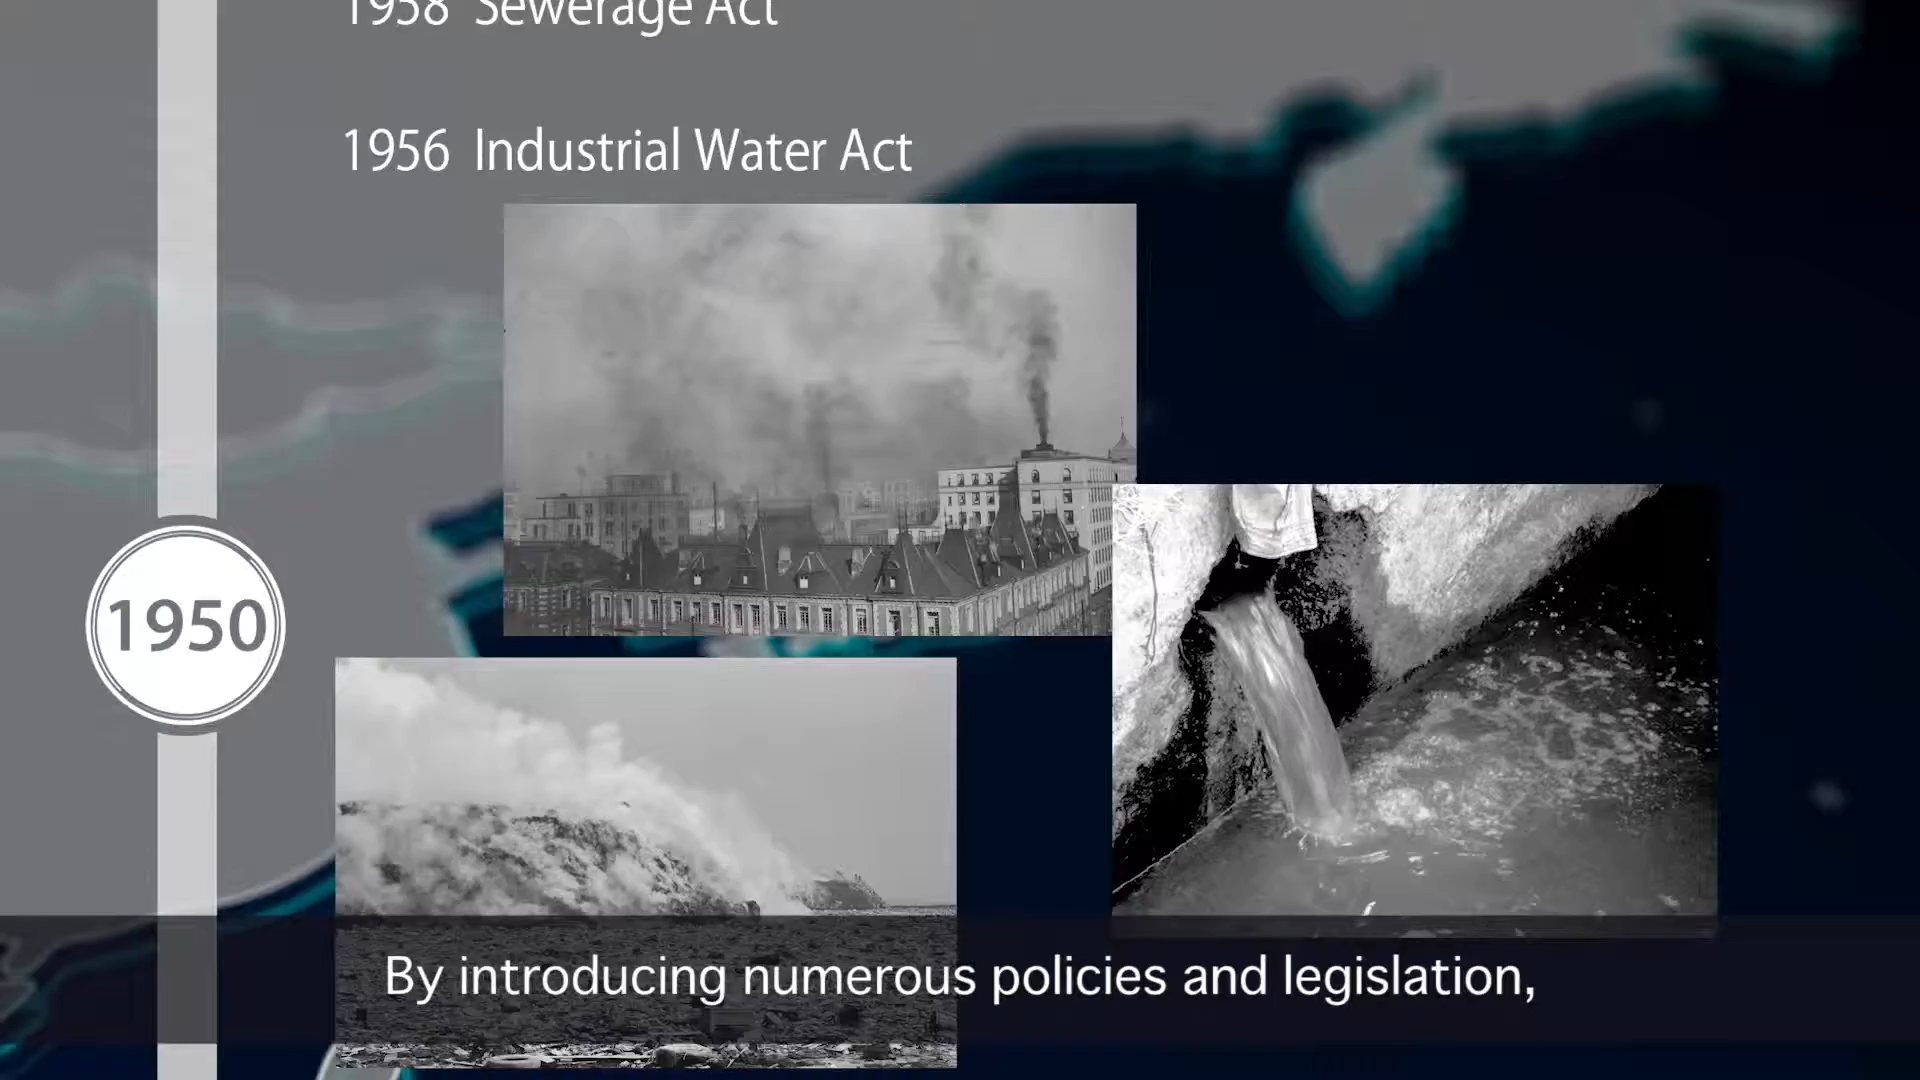 1958 Sewerage Act
1956 Industrial Water Act
1950
By introducing numerous policies and legislation,